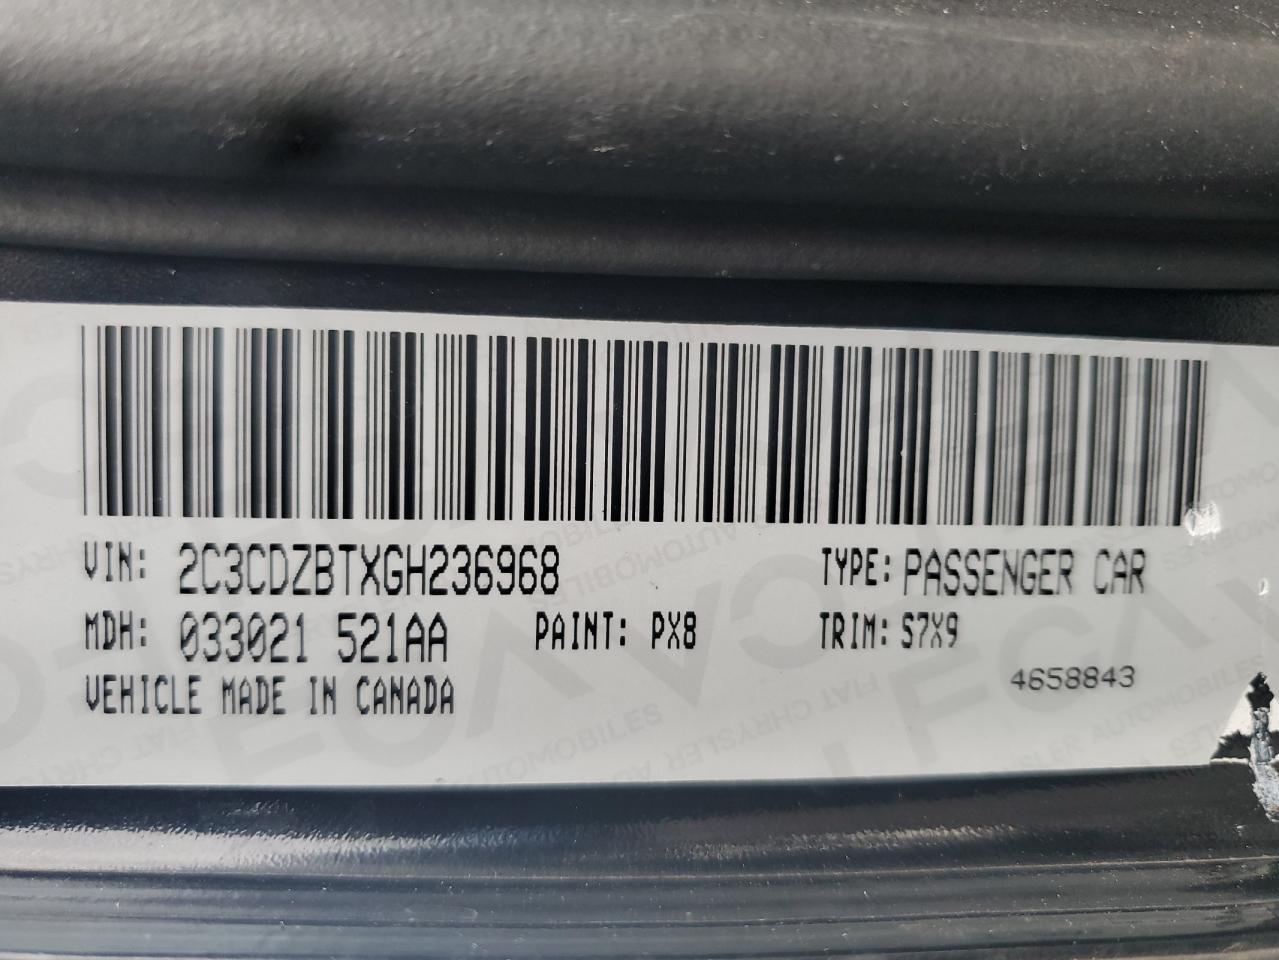 VIN: 2C3CDZBTXGH236968 TYPE: PASSENGER CAR
MDH: 033021 521AA PAINT: PX8 TRIM: S7X9
VEHICLE MADE IN CANADA 4658843